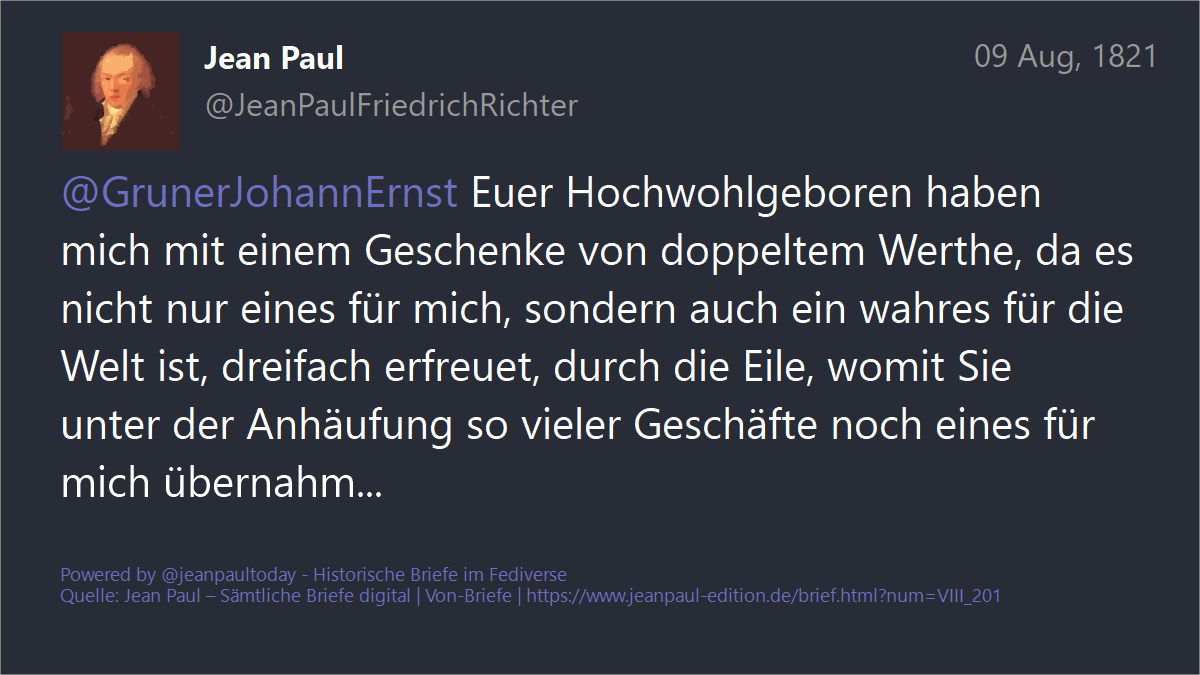 Jean Paul
09 Aug, 1821
@JeanPaulFriedrichRichter
@GrunerJohannErnst Euer Hochwohlgeboren haben
mich mit einem Geschenke von doppeltem Werthe, da es
nicht nur eines für mich, sondern auch ein wahres für die
Welt ist, dreifach erfreuet, durch die Eile, womit Sie
unter der Anhäufung so vieler Geschäfte noch eines für
mich übernahm...
Powered by @jeanpaultoday - Historische Briefe im Fediverse
Quelle: Jean Paul – Sämtliche Briefe digital | Von-Briefe | https://www.jeanpaul-edition.de/brief.html?num=VIII_201